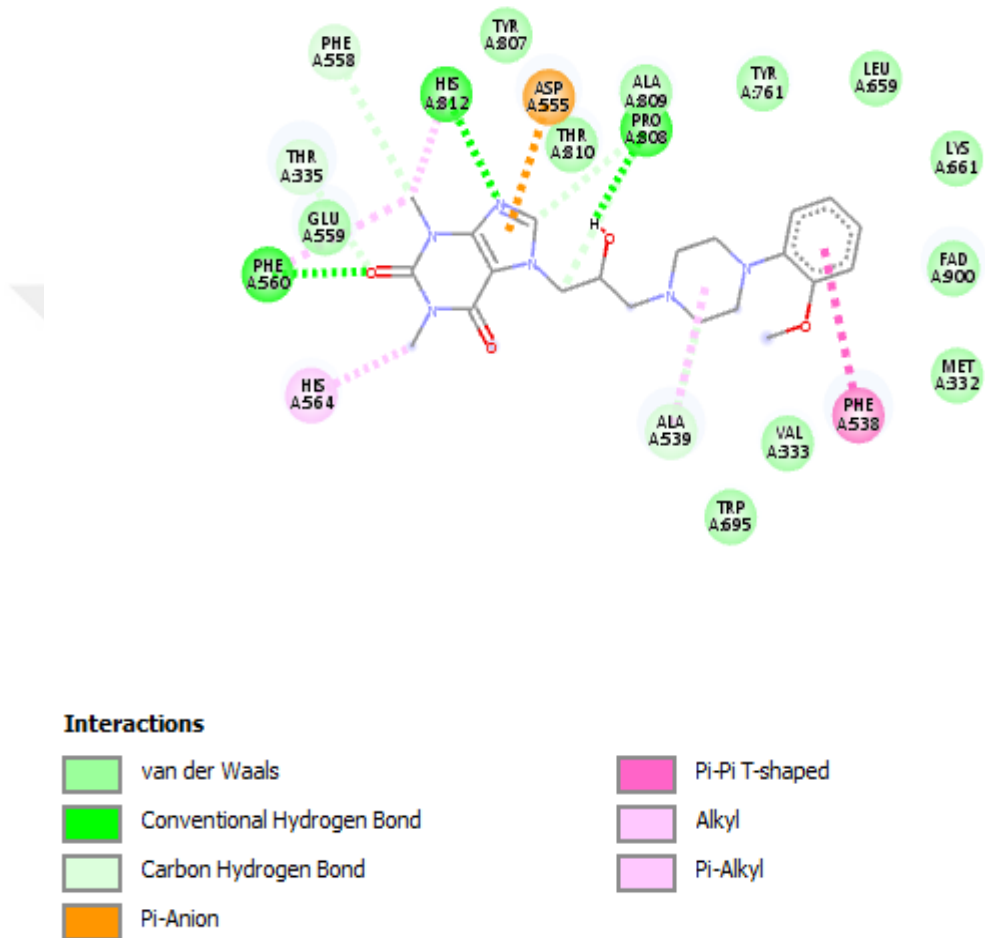 TYR
A:807
PHE
A:558
HIS
A:812
ASP
A:555
ALA
A:809
TYR
A:761
LEU
A:659
PRO
A:808
THR
A:810
LYS
A:661
THR
A:335
GLU
A:559
H
N
O
N
N
O
N
O
N
N
O
PHE
A:560
FAD
A:900
HIS
A:564
MET
A:332
ALA
A:539
VAL
A:333
PHE
A:538
TRP
A:695
Interactions
van der Waals
Conventional Hydrogen Bond
Carbon Hydrogen Bond
Pi-Anion
Pi-Pi T-shaped
Alkyl
Pi-Alkyl